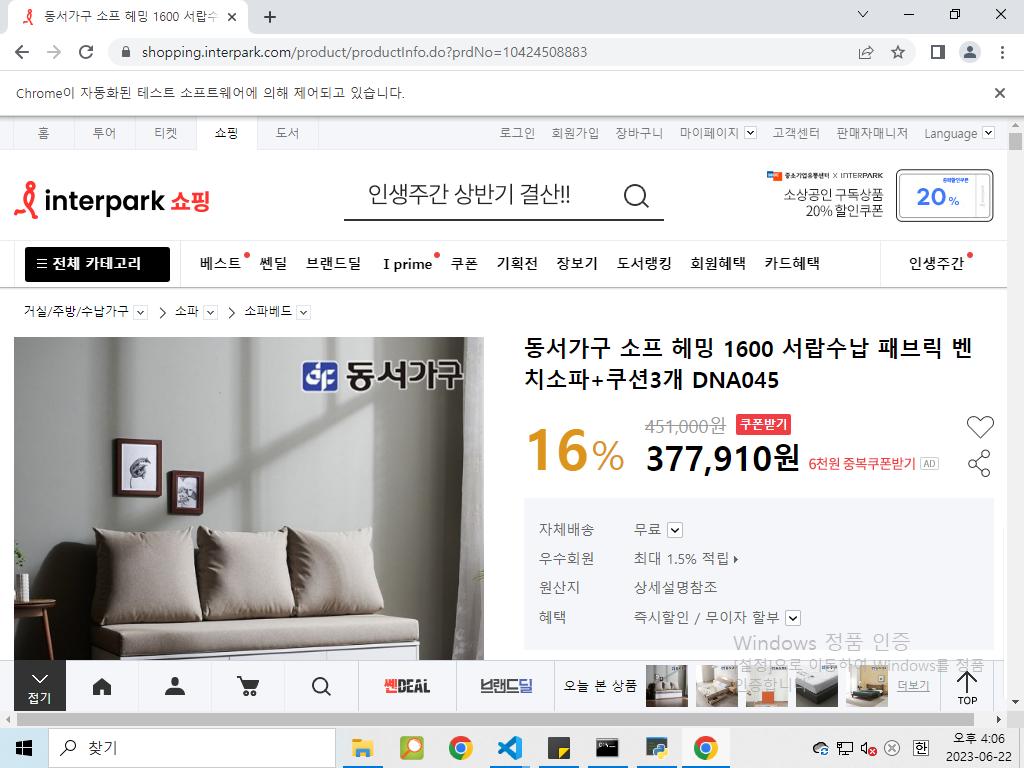 동서가구 소프 헤밍 1600 서랍수
shopping.interpark.com/product/productInfo.do?prdNo=10424508883
Chrome이 자동화된 테스트 소프트웨어에 의해 제어되고 있습니다.
홈 투어 티켓 쇼핑 도서 로그인 회원가입 장바구니 마이페이지 고객센터 판매자매니저 Language
interpark 쇼핑
인생주간 상반기 결산!!
중소기업유통센터 X INTERPARK
소상공인 구독상품
20% 할인쿠폰
중복할인쿠폰
20%
전체 카테고리 베스트 쎈딜 브랜드딜 I prime 쿠폰 기획전 장보기 도서랭킹 회원혜택 카드혜택 인생주간
거실/주방/수납가구 소파 소파베드
동서가구
동서가구 소프 헤밍 1600 서랍수납 패브릭 벤
치소파+쿠션3개 DNA045
16%
451,000원 쿠폰받기
377,910원 6천원 중복쿠폰받기 AD
자체배송 무료
우수회원 최대 1.5% 적립
원산지 상세설명참조
혜택 즉시할인 / 무이자 할부
Windows 정품 인증
[설정]으로 이동하여 Windows를 정품
인증합니다.
접기 쎈DEAL 브랜드딜 오늘 본 상품 더보기 TOP
찾기
한
오후 4:06
2023-06-22